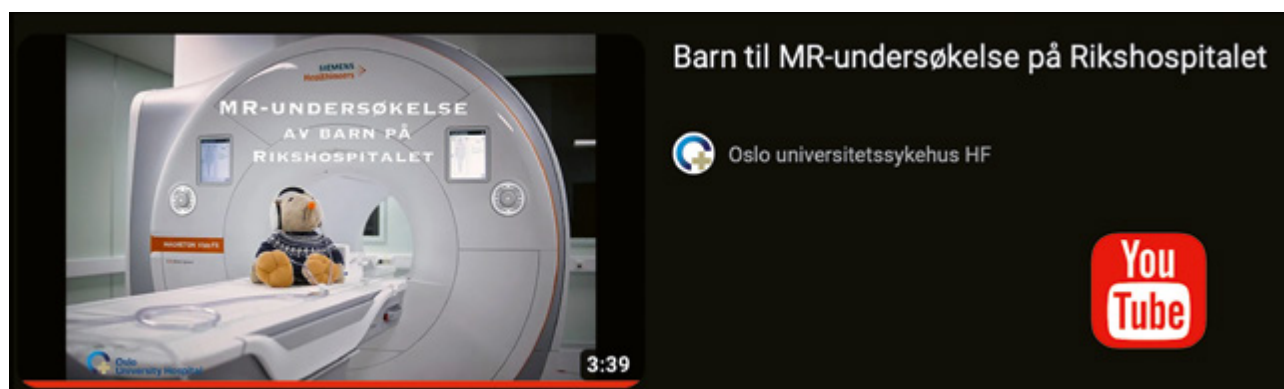 SIEMENS
Healthineers
MR-UNDERSØKELSE
AV BARN PÅ
RIKSHOSPITALET
Oslo
University Hospital
3:39
Barn til MR-undersøkelse på Rikshospitalet
Oslo universitetssykehus HF
You
Tube